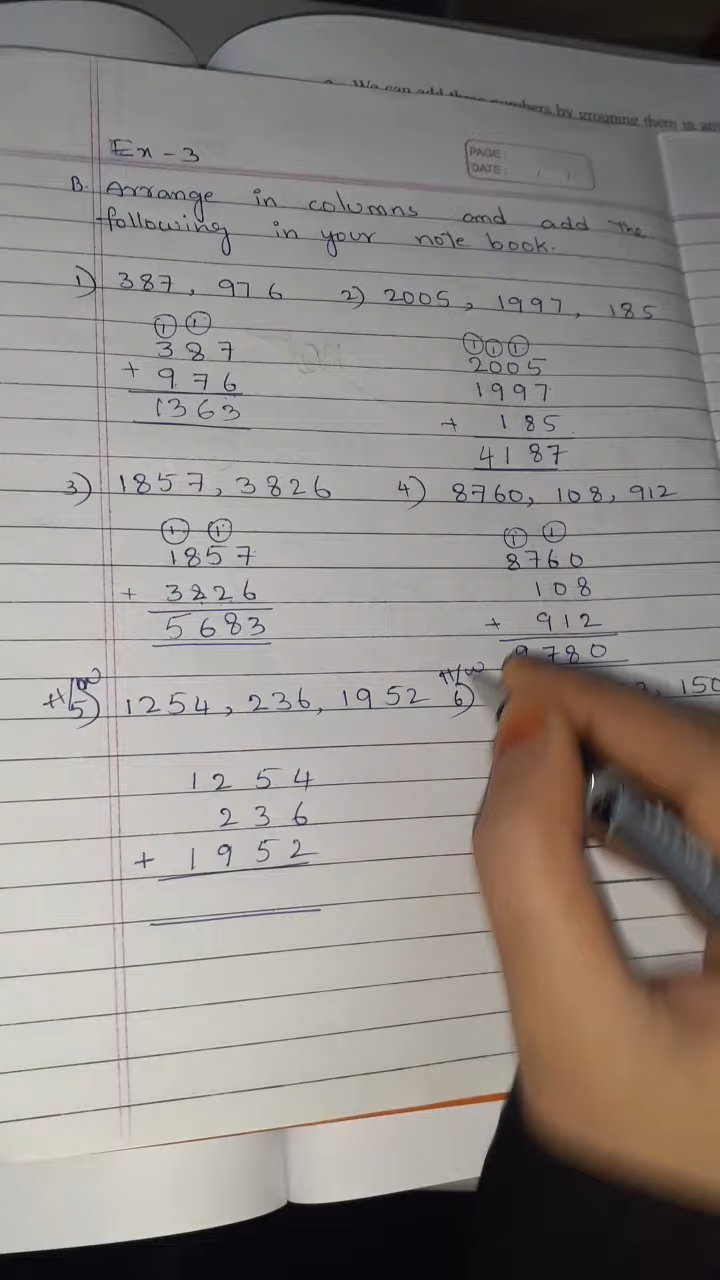 We can add these numbers by grouping them in
Ex-3
PAGE:
DATE: / /
B. Arrange in columns and add the
following in your note book.
1) 387, 976 2) 2005, 1997, 185
1 1
387
+ 976
1363
1 1 1
2005
1997
+ 185
4187
3) 1857, 3826 4) 8760, 108, 912
1 1
1857
+ 3826
5683
1 1
8760
108
+ 912
9780
H/W
5) 1254, 236, 1952
H/W
6) , 150
1254
236
+ 1952